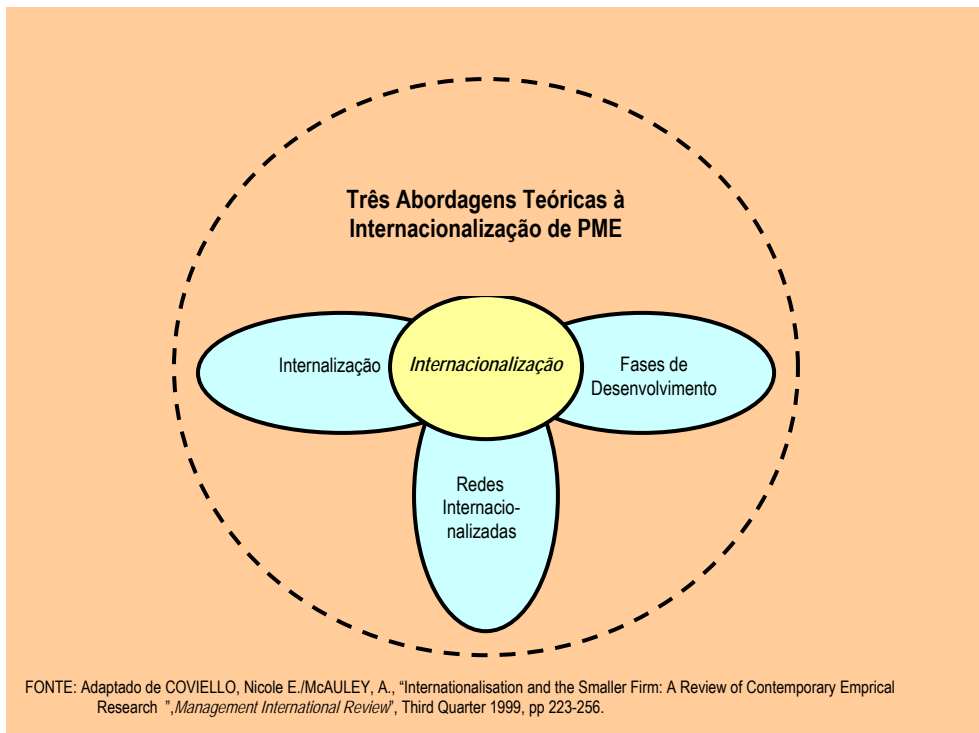 Três Abordagens Teóricas à
Internacionalização de PME
Internalização
Internacionalização
Fases de
Desenvolvimento
Redes
Internacio-
nalizadas
FONTE: Adaptado de COVIELLO, Nicole E./McAULEY, A., “Internationalisation and the Smaller Firm: A Review of Contemporary Emprical
Research ”,Management International Review”, Third Quarter 1999, pp 223-256.